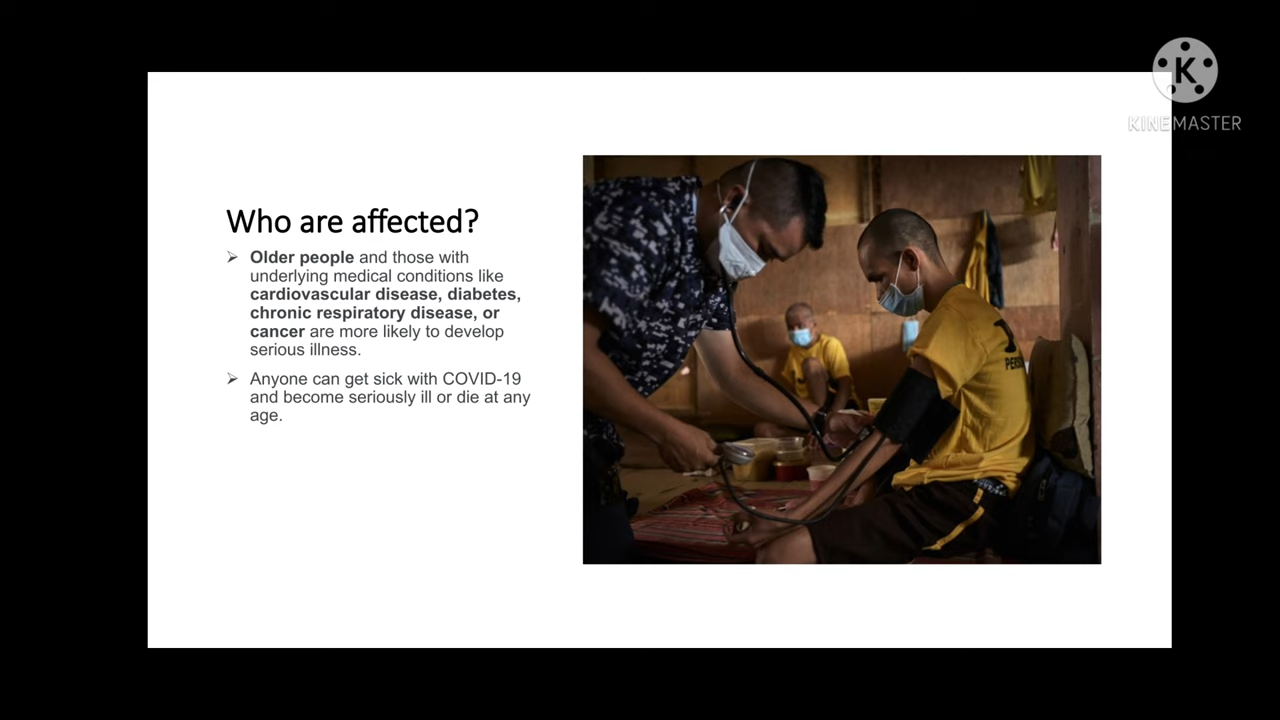 K
KINEMASTER
Who are affected?
➢ Older people and those with
underlying medical conditions like
cardiovascular disease, diabetes,
chronic respiratory disease, or
cancer are more likely to develop
serious illness.
➢ Anyone can get sick with COVID-19
and become seriously ill or die at any
age.